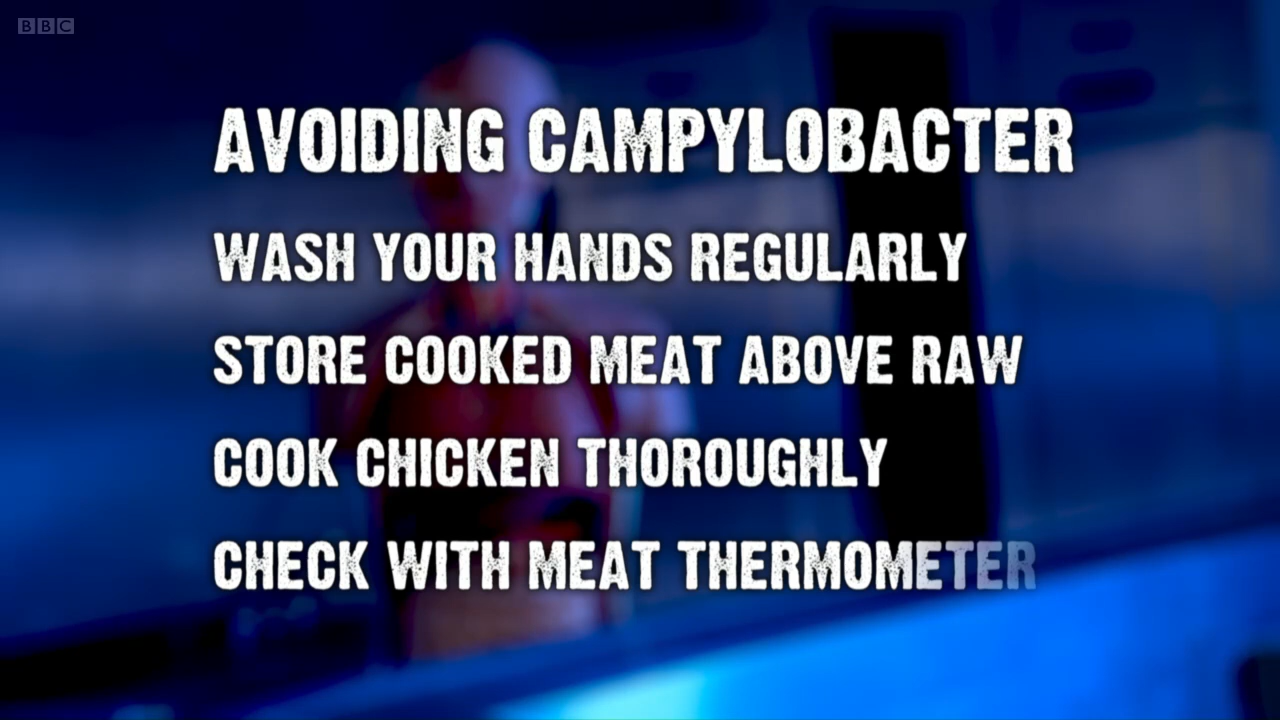 BBC
AVOIDING CAMPYLOBACTER
WASH YOUR HANDS REGULARLY
STORE COOKED MEAT ABOVE RAW
COOK CHICKEN THOROUGHLY
CHECK WITH MEAT THERMOMETER